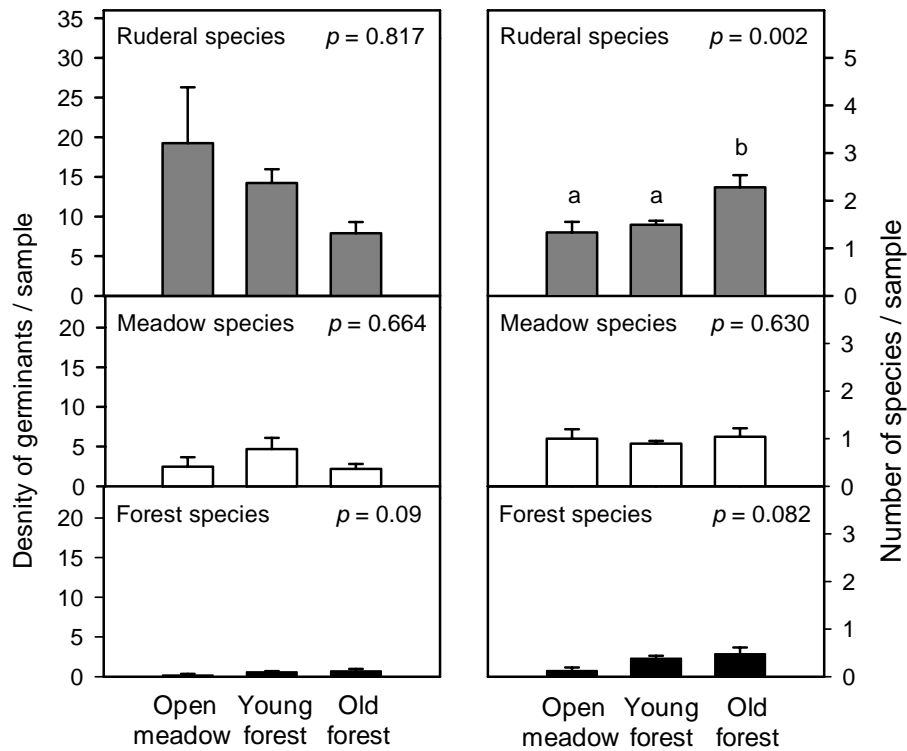 Desnity of germinants / sample
35
30
25
20
15
10
5
0
Ruderal species p = 0.817
20
15
10
5
0
Meadow species p = 0.664
20
15
10
5
0
Forest species p = 0.09
Open meadow
Young forest
Old forest
Ruderal species p = 0.002
a
a
b
5
4
3
2
1
0
Meadow species p = 0.630
3
2
1
0
Forest species p = 0.082
3
2
1
0
Open meadow
Young forest
Old forest
Number of species / sample